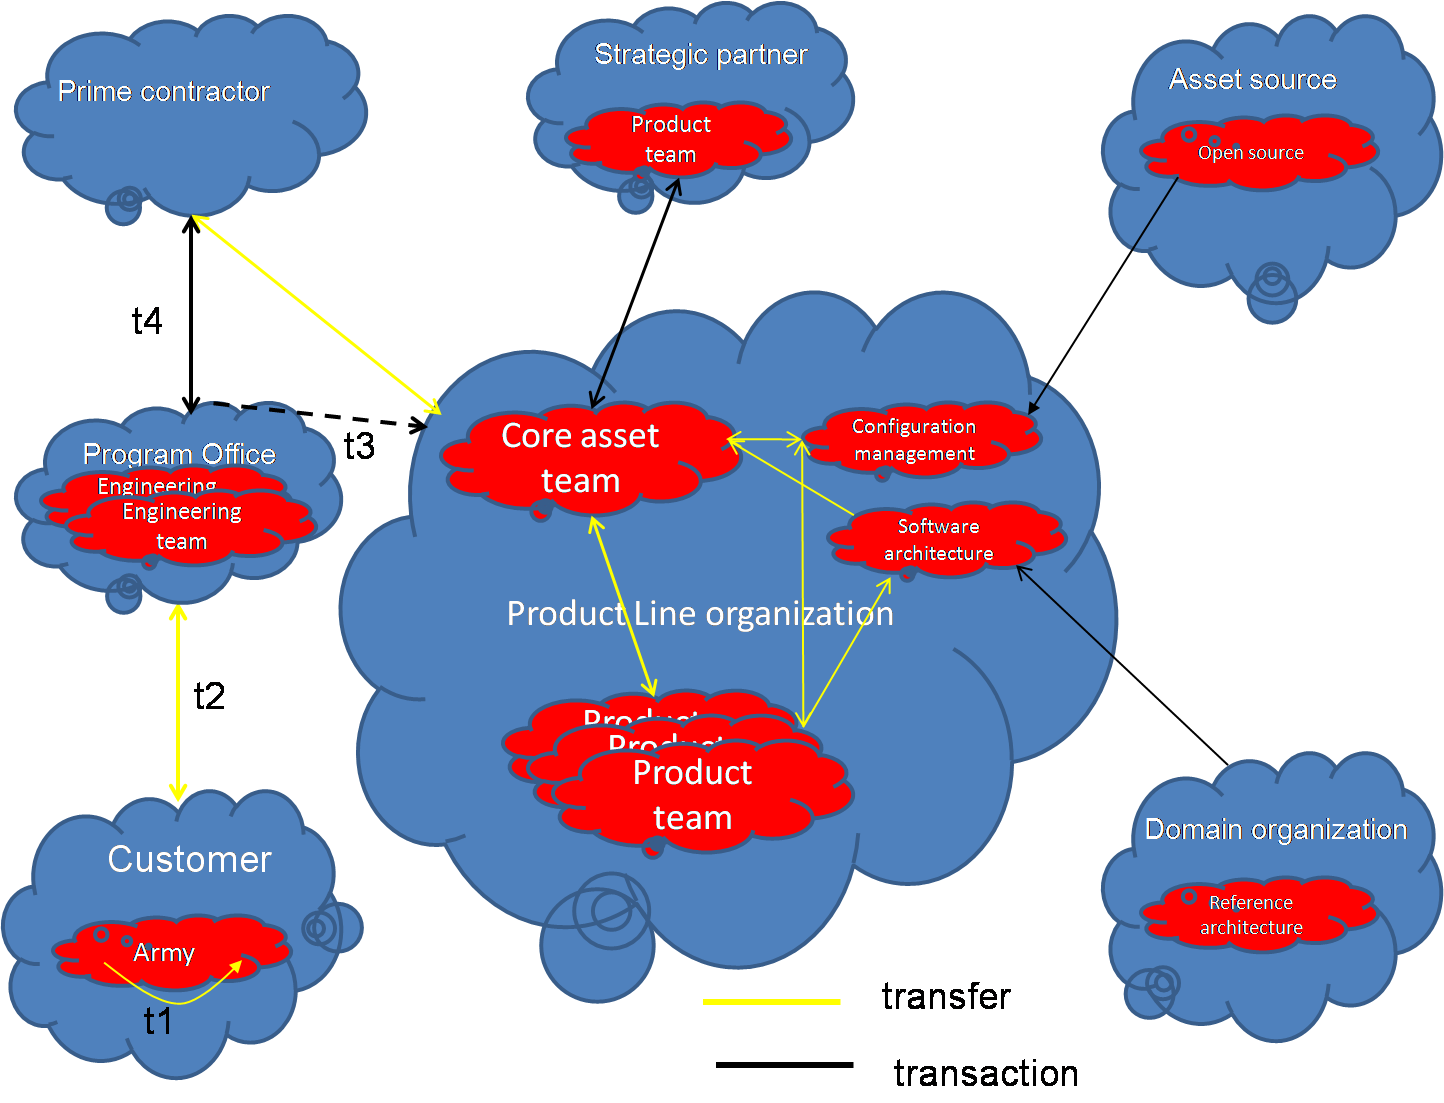 Prime contractor
Strategic partner
Product
team
Asset source
Open source
t4
t3
Program Office
Engineering
Engineering
team
Core asset
team
Configuration
management
Software
architecture
Product Line organization
t2
Product
Product
Product
team
Customer
Army
t1
Domain organization
Reference
architecture
transfer
transaction